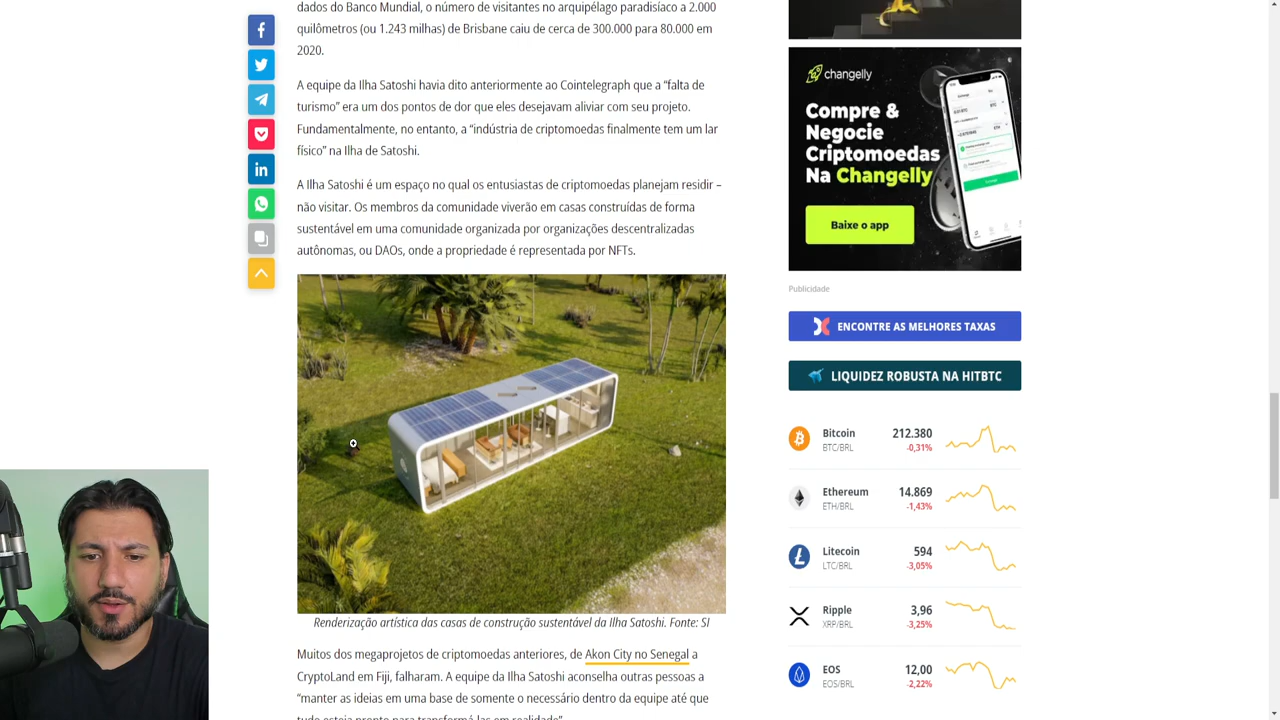 dados do Banco Mundial, o número de visitantes no arquipélago paradisíaco a 2.000
quilômetros (ou 1.243 milhas) de Brisbane caiu de cerca de 300.000 para 80.000 em
2020.
A equipe da Ilha Satoshi havia dito anteriormente ao Cointelegraph que a “falta de
turismo” era um dos pontos de dor que eles desejavam aliviar com seu projeto.
undamentamente, no entanto, a “indústria de criptomoedas finalmente tem um lar
ísico” na Ilha de Satoshi.
A Ilha Satoshi é um espaço no qual os entusiastas de criptomoedas planejam residir –
não visitar. Os membros da comunidade viverão em casas construídas de forma
sustentável em uma comunidade organizada por organizações descentralizadas
autônomas, ou DAOs, onde a propriedade é representada por NFTs.
Renderização artística das casas de construção sustentável da Ilha Satoshi. Fonte: SI
Muitos dos megaprojetos de criptomoedas anteriores, de Akon City no Senegal a
CryptoLand em Fiji, falharam. A equipe da Ilha Satoshi aconselha outras pessoas a
“manter as ideias em uma base de somente o necessário dentro da equipe até que
tudo esteja pronto para transformá-las em realidade”
changelly
Compre &
Negocie
Criptomoedas
Na Changelly
Baixe o app
Publicidade
ENCONTRE AS MELHORES TAXAS
LIQUIDEZ ROBUSTA NA HITBTC
Bitcoin 212.380
BTC/BRL -0,31%
Ethereum 14.869
ETH/BRL -1,43%
Litecoin 594
LTC/BRL -3,05%
Ripple 3,96
XRP/BRL -3,25%
EOS 12,00
EOS/BRL -2,22%